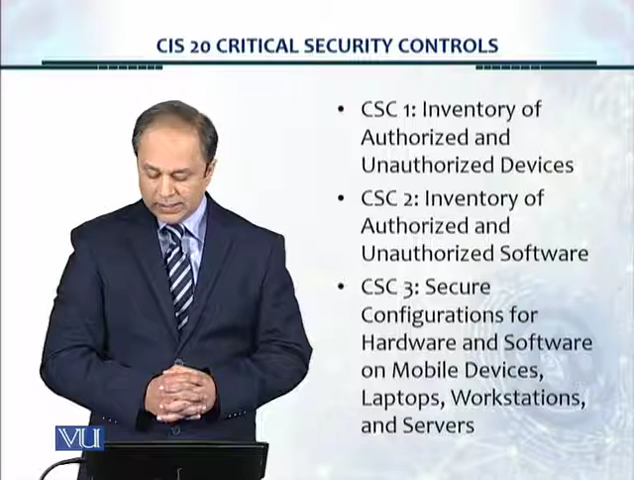 CIS 20 CRITICAL SECURITY CONTROLS
• CSC 1: Inventory of
Authorized and
Unauthorized Devices
• CSC 2: Inventory of
Authorized and
Unauthorized Software
• CSC 3: Secure
Configurations for
Hardware and Software
on Mobile Devices,
Laptops, Workstations,
and Servers
VU